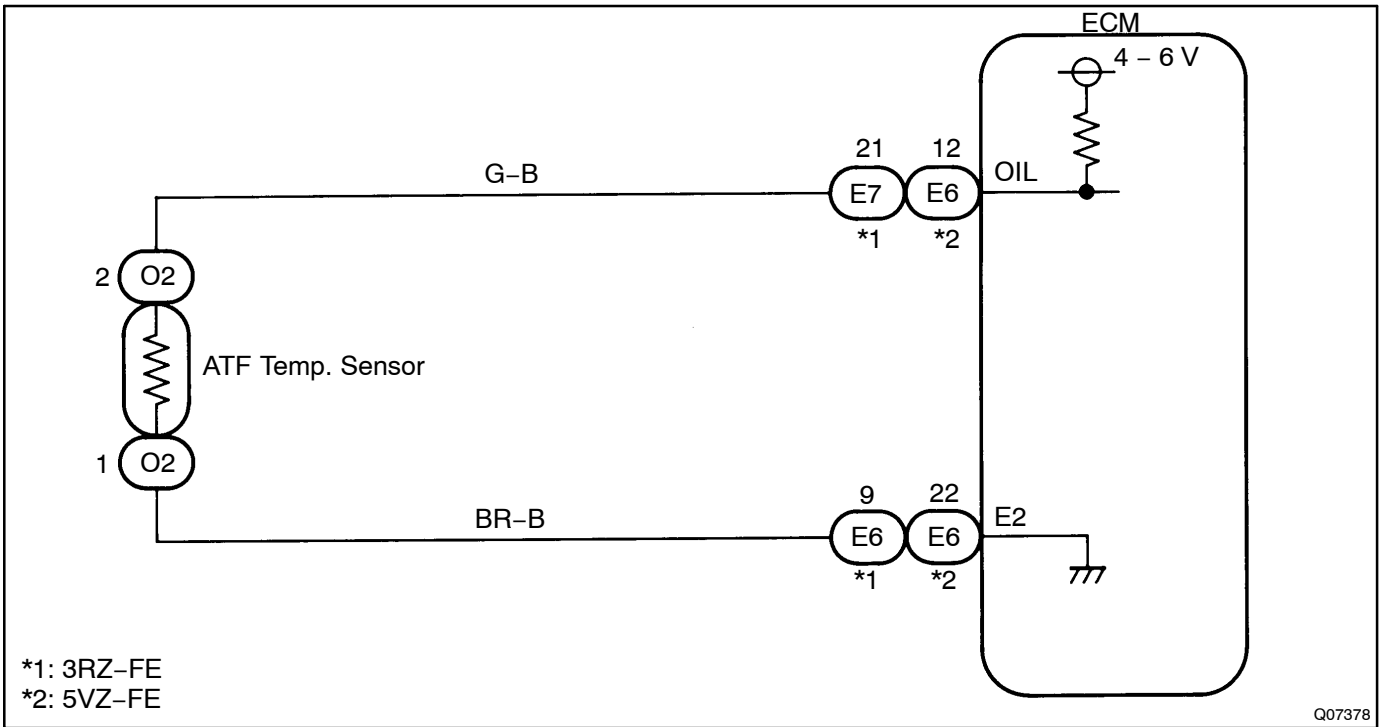 ECM
4 − 6 V
21 12
G−B OIL
E7 E6
*1 *2
2 O2
ATF Temp. Sensor
1 O2
9 22
BR−B E2
E6 E6
*1 *2
*1: 3RZ−FE
*2: 5VZ−FE
Q07378